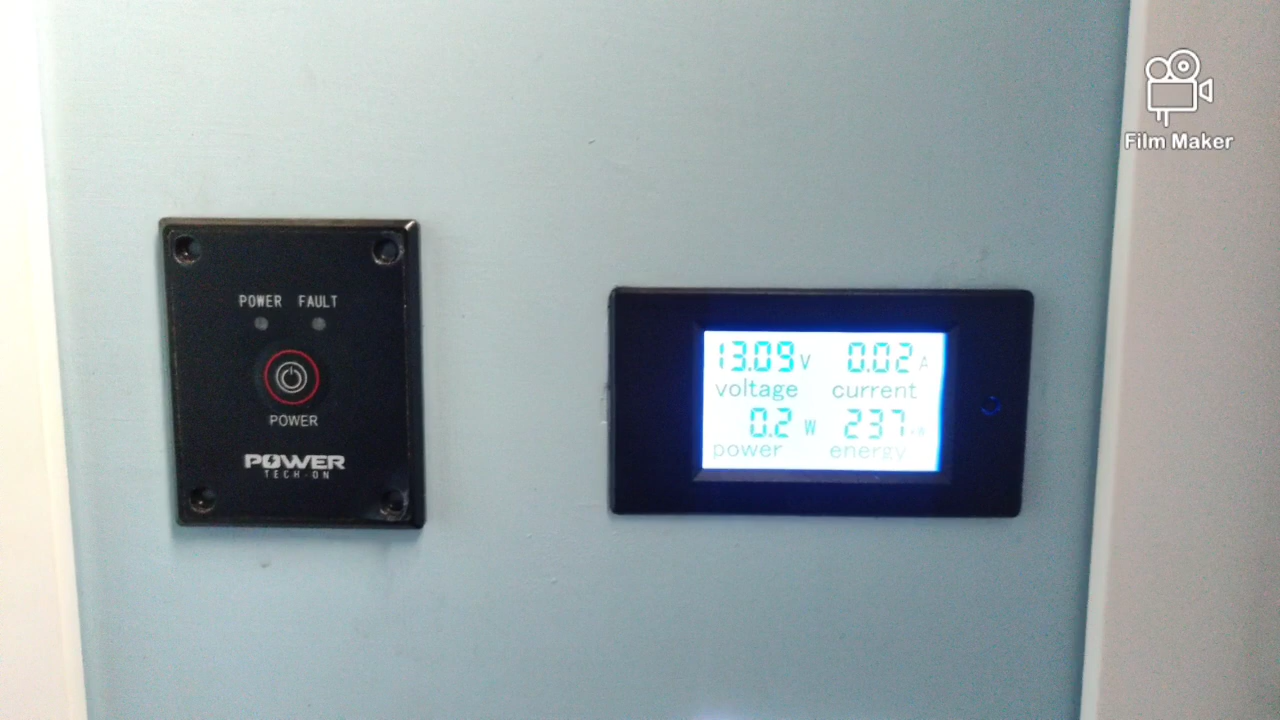 Film Maker
POWER FAULT
POWER
POWER
TECH-ON
13.09 V 0.02 A
voltage current
0.2 W 237
power energy